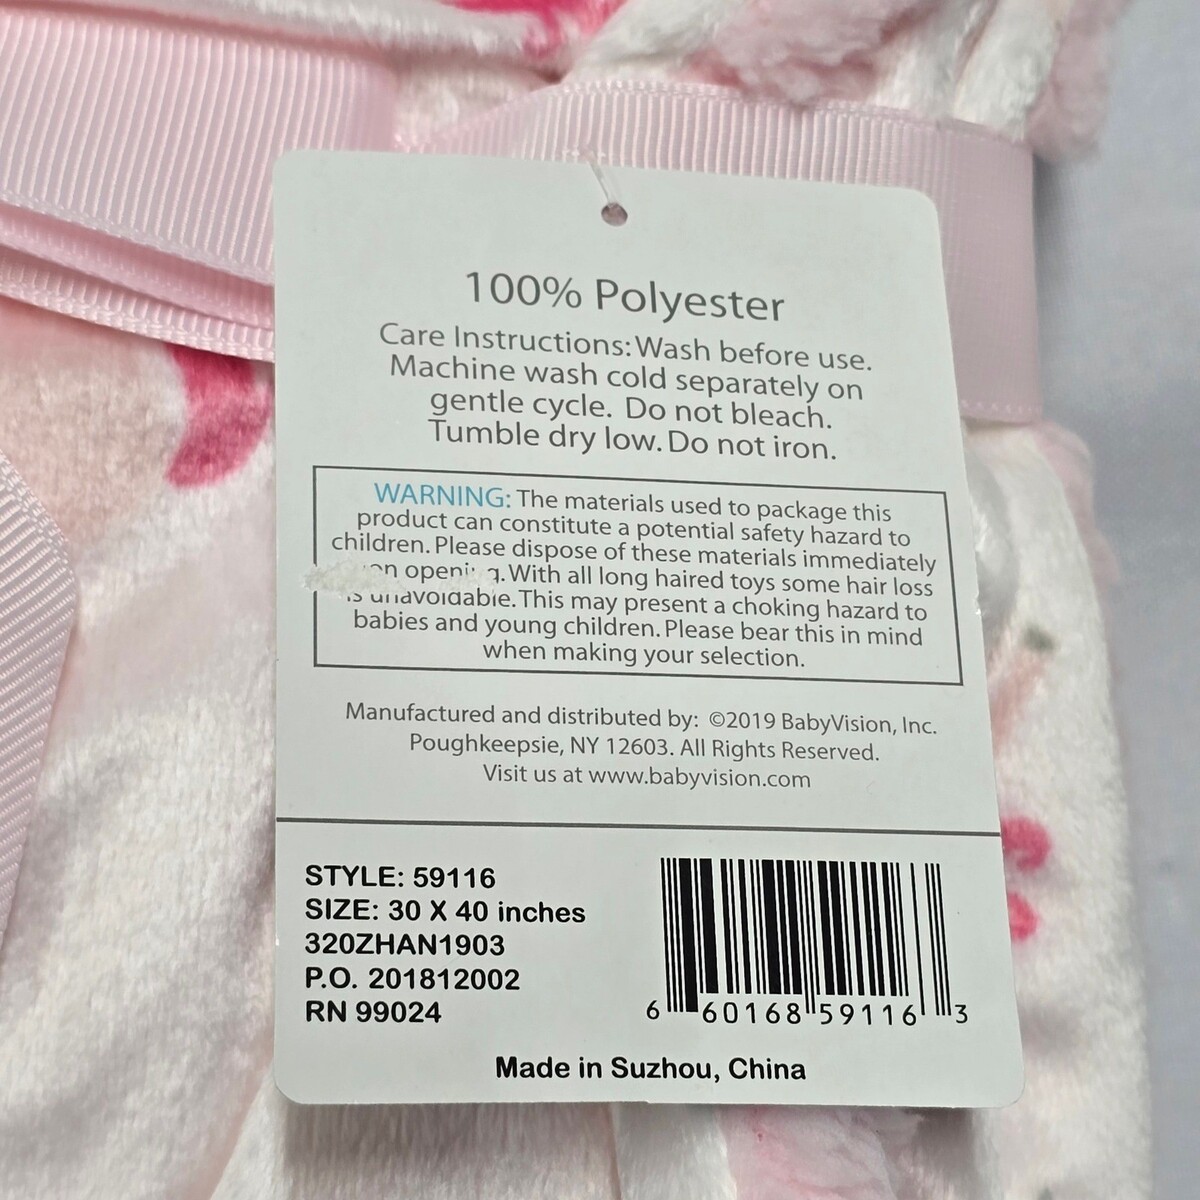 100% Polyester
Care Instructions: Wash before use.
Machine wash cold separately on
gentle cycle. Do not bleach.
Tumble dry low. Do not iron.
WARNING: The materials used to package this
product can constitute a potential safety hazard to
children. Please dispose of these materials immediately
opening. With all long haired toys some hair loss
is unavoidable. This may present a choking hazard to
babies and young children. Please bear this in mind
when making your selection.
Manufactured and distributed by: ©2019 BabyVision, Inc.
Poughkeepsie, NY 12603. All Rights Reserved.
Visit us at www.babyvision.com
STYLE: 59116
SIZE: 30 X 40 inches
320ZHAN1903
P.O. 201812002
RN 99024
6 60168 59116 3
Made in Suzhou, China